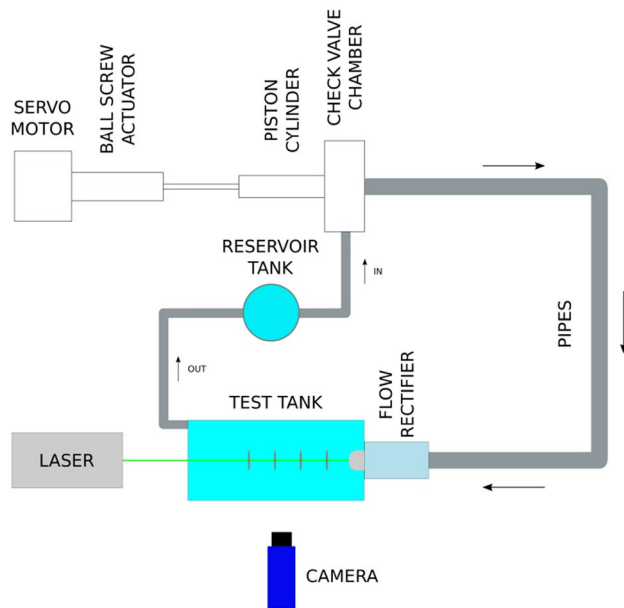 SERVO
MOTOR
BALL SCREW
ACTUATOR
PISTON
CYLINDER
CHECK VALVE
CHAMBER
RESERVOIR
TANK
IN
PIPES
OUT
TEST TANK
FLOW
RECTIFIER
LASER
CAMERA